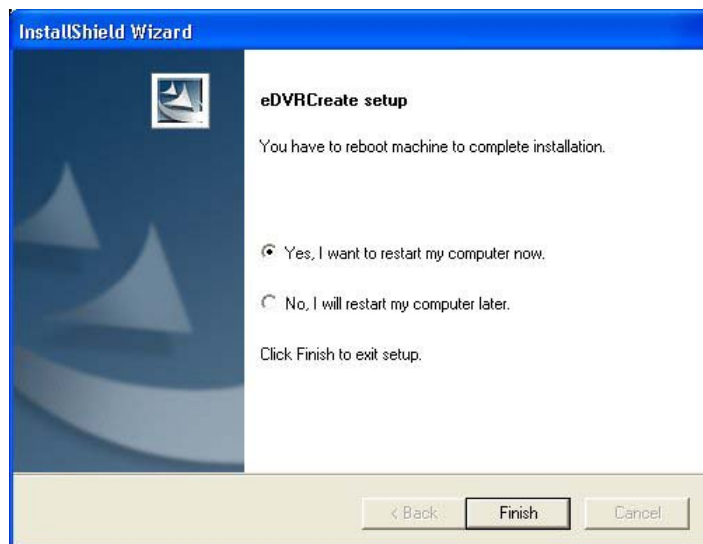 InstallShield Wizard
eDVRCreate setup
You have to reboot machine to complete installation.
Yes, I want to restart my computer now.
No, I will restart my computer later.
Click Finish to exit setup.
< Back Finish Cancel